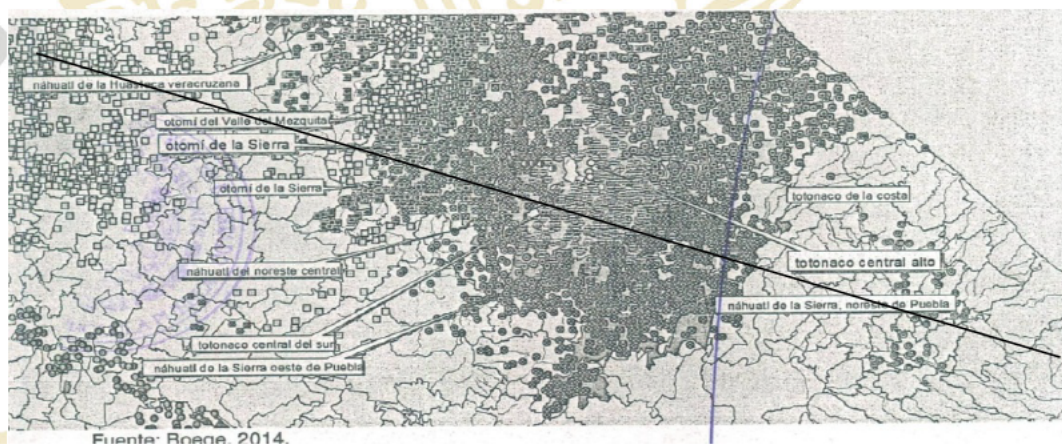 náhuatl de la Huasteca veracruzana
otomí del Valle del Mezquital
otomí de la Sierra
otomí de la Sierra
totonaco de la costa
náhuatl del noreste central
totonaco central alto
náhuatl de la Sierra, noreste de Puebla
totonaco central del sur
náhuatl de la Sierra oeste de Puebla
Fuente: Boege, 2014.